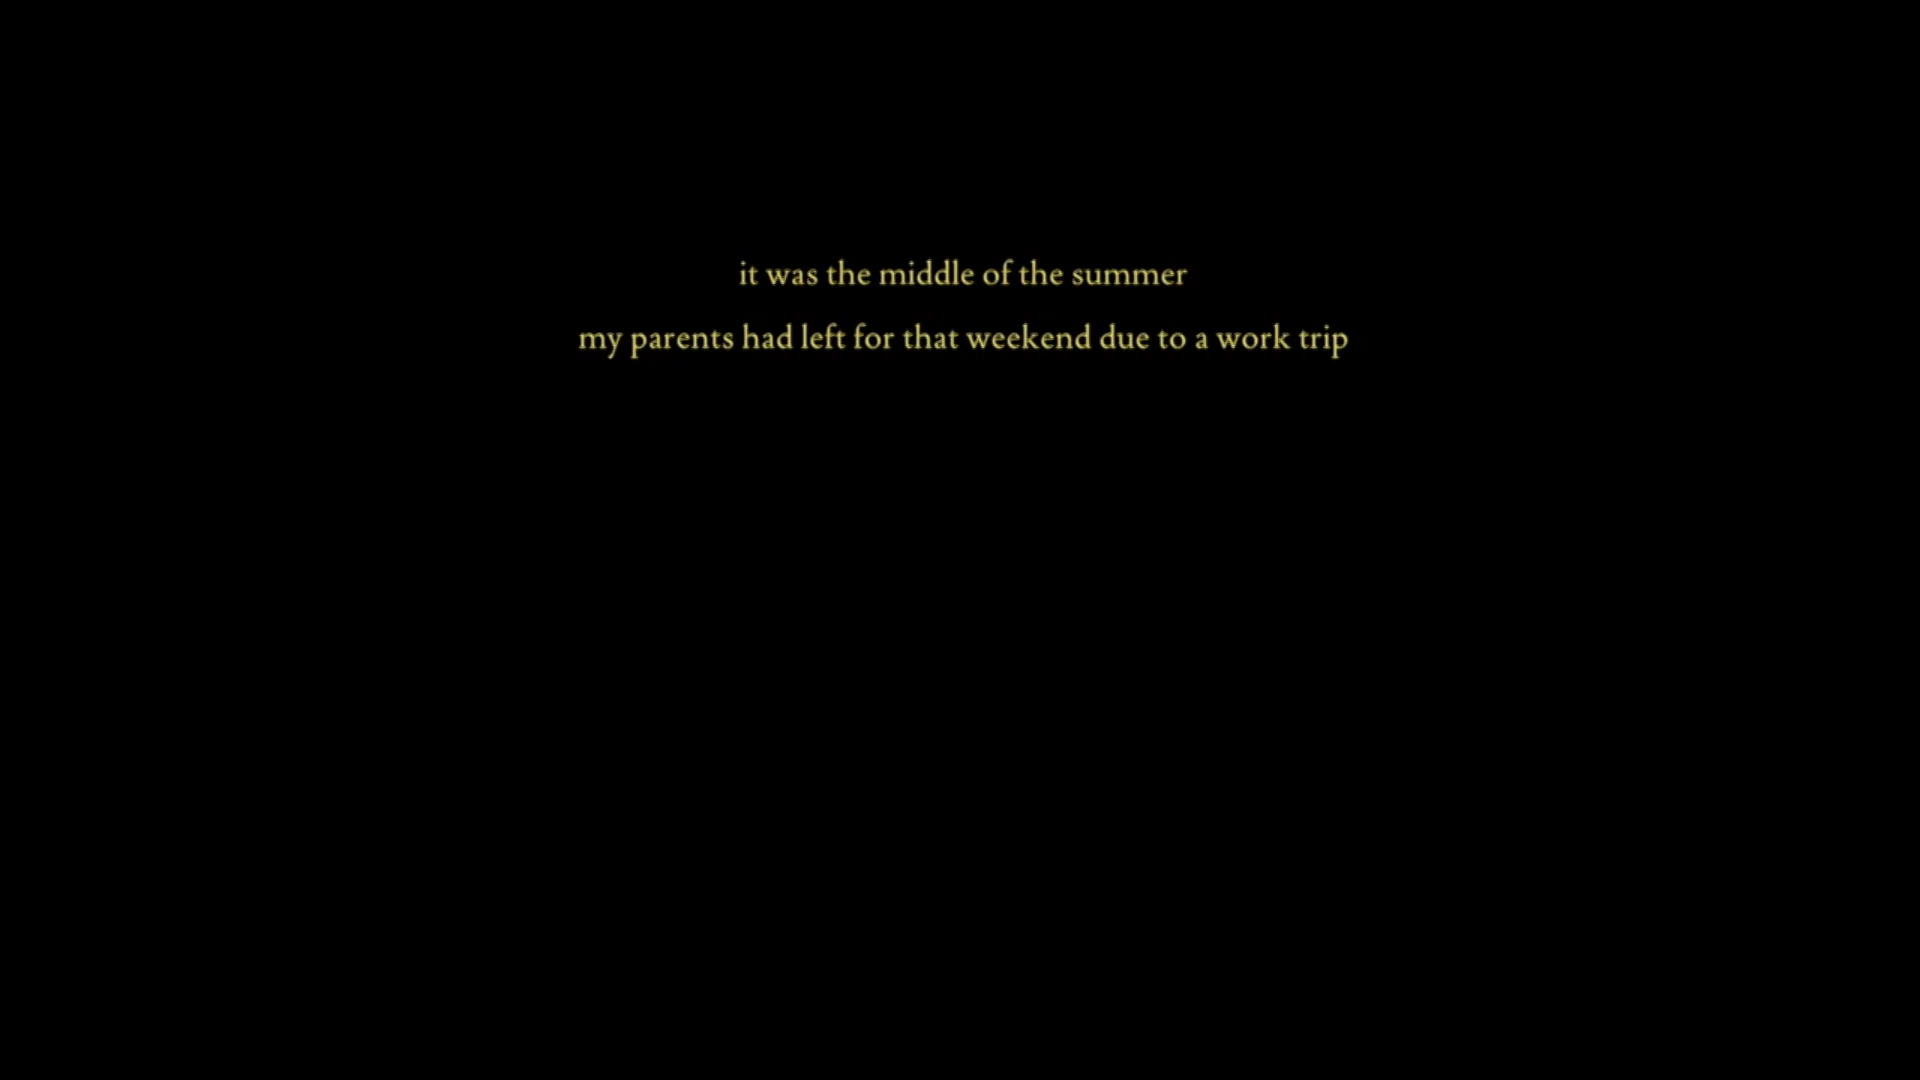 it was the middle of the summer
my parents had left for that weekend due to a work trip